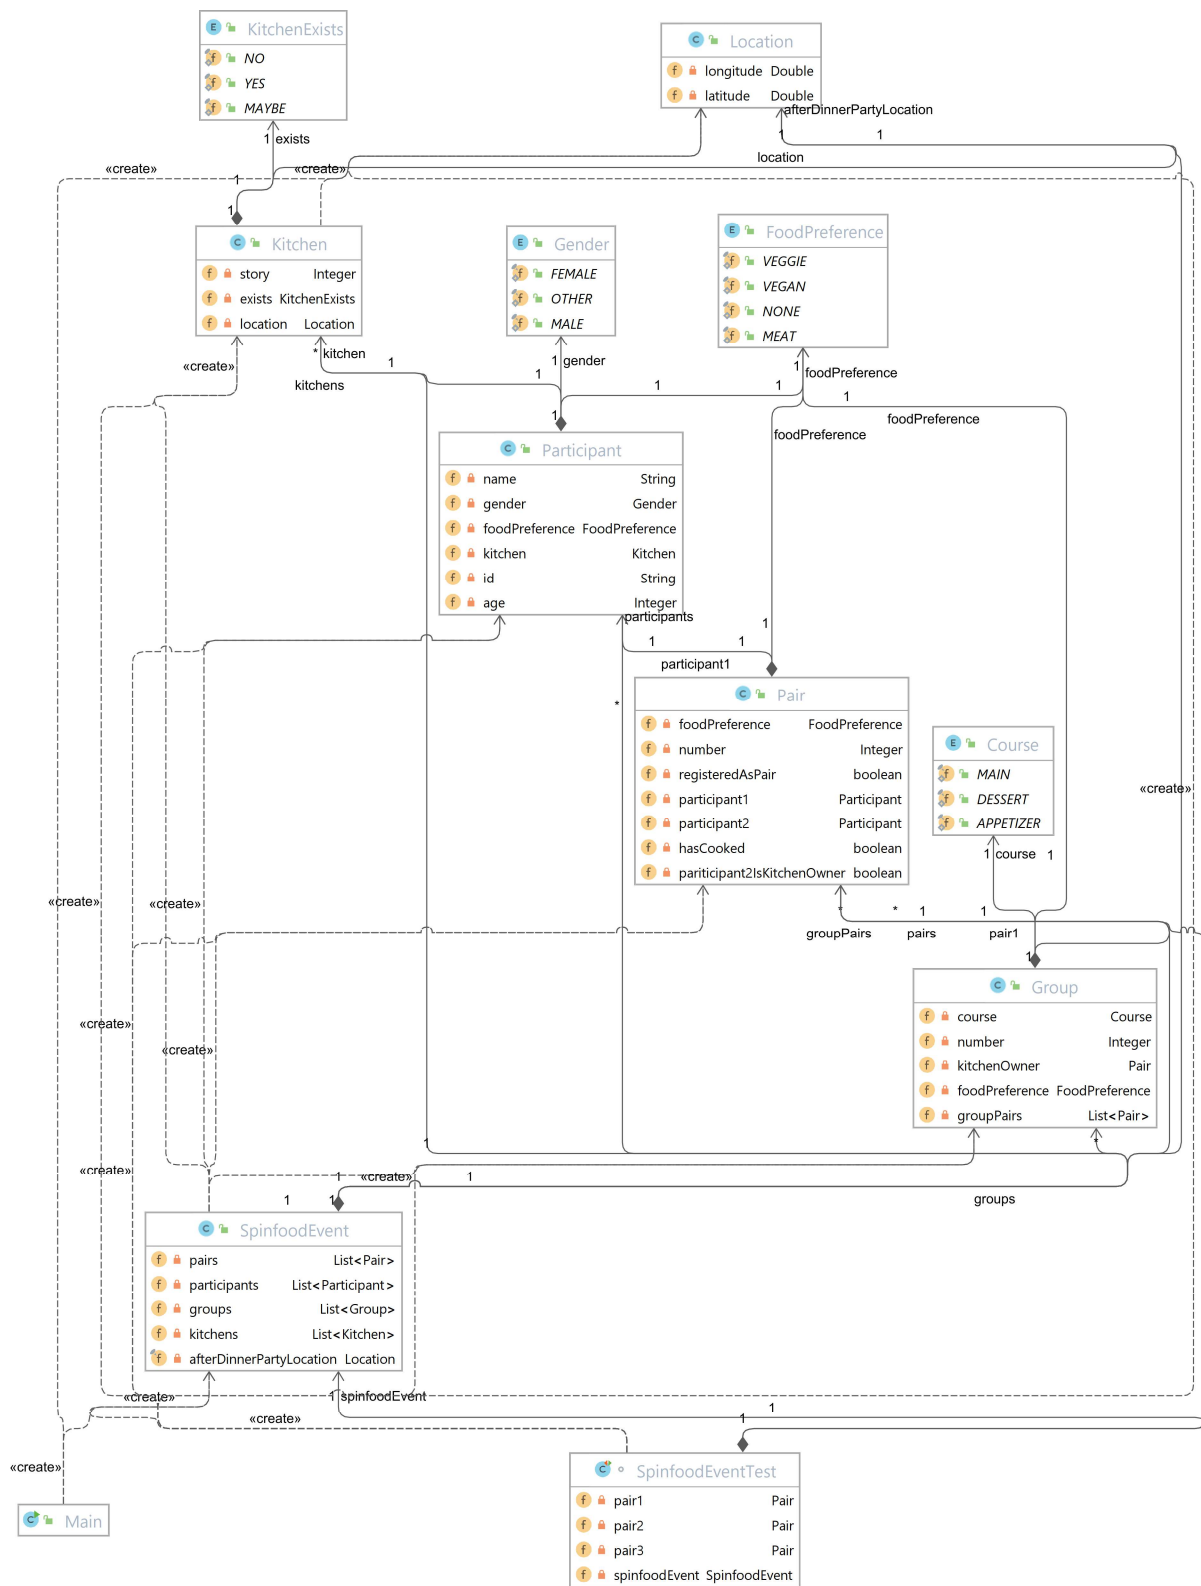 KitchenExists
NO
YES
MAYBE
Location
longitude Double
latitude Double
afterDinnerPartyLocation
1 exists
1 1
location
«create» «create»
1
1
Kitchen
story Integer
exists KitchenExists
location Location
Gender
FEMALE
OTHER
MALE
FoodPreference
VEGGIE
VEGAN
NONE
MEAT
* kitchen
1
kitchens
«create»
1 gender
1
1 foodPreference
1 1
1
foodPreference
foodPreference
1
Participant
name String
gender Gender
foodPreference FoodPreference
kitchen Kitchen
id String
age Integer
participants
1 1
1
participant1
*
Pair
foodPreference FoodPreference
number Integer
registeredAsPair boolean
participant1 Participant
participant2 Participant
hasCooked boolean
pariticipant2IsKitchenOwner boolean
Course
MAIN
DESSERT
APPETIZER
«create»
1 course 1
«create»
«create»
* * 1 1
groupPairs pairs pair1
1
Group
course Course
number Integer
kitchenOwner Pair
foodPreference FoodPreference
groupPairs List<Pair>
«create»
«create»
1
*
«create»
1 «create» 1
1 1
groups
SpinfoodEvent
pairs List<Pair>
participants List<Participant>
groups List<Group>
kitchens List<Kitchen>
afterDinnerPartyLocation Location
«create»
1 spinfoodEvent
1
«create»
1
«create»
SpinfoodEventTest
pair1 Pair
pair2 Pair
pair3 Pair
spinfoodEvent SpinfoodEvent
Main